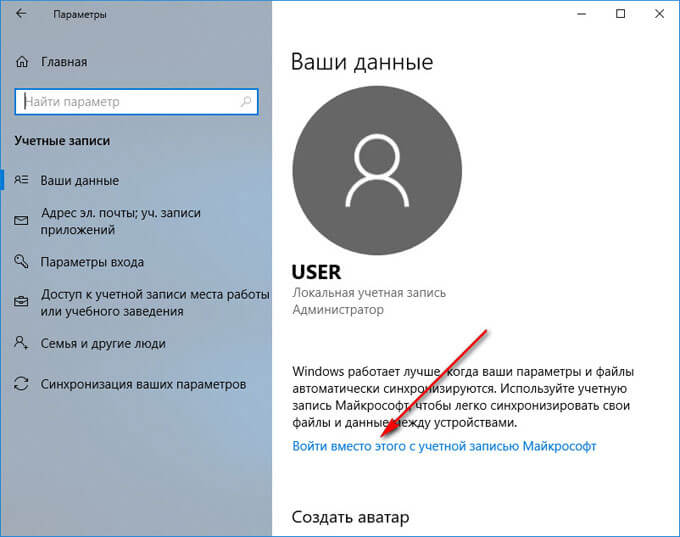 Параметры
Главная
Найти параметр
Учетные записи
Ваши данные
Адрес эл. почты; уч. записи
приложений
Параметры входа
Доступ к учетной записи места работы
или учебного заведения
Семья и другие люди
Синхронизация ваших параметров
Ваши данные
USER
Локальная учетная запись
Администратор
Windows работает лучше, когда ваши параметры и файлы
автоматически синхронизируются. Используйте учетную
запись Майкрософт, чтобы легко синхронизировать свои
файлы и данные между устройствами.
Войти вместо этого с учетной записью Майкрософт
Создать аватар